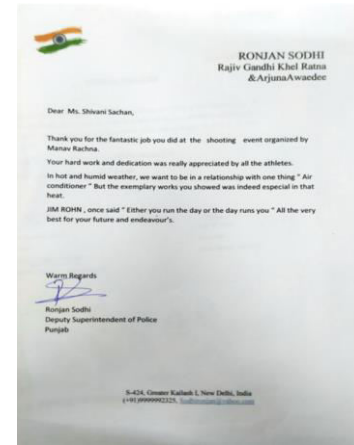 RONJAN SODHI
Rajiv Gandhi Khel Ratna
&ArjunaAwaedee
Dear Ms. Shivani Sachan,
Thank you for the fantastic job you did at the shooting event organized by
Manav Rachna.
Your hard work and dedication was really appreciated by all the athletes.
In hot and humid weather, we want to be in a relationship with one thing " Air
conditioner " But the exemplary works you showed was indeed especial in that
heat.
JIM ROHN , once said " Either you run the day or the day runs you " All the very
best for your future and endeavour's.
Warm Regards
Ronjan Sodhi
Deputy Superintendent of Police
Punjab
S-424, Greater Kailash I, New Delhi, India